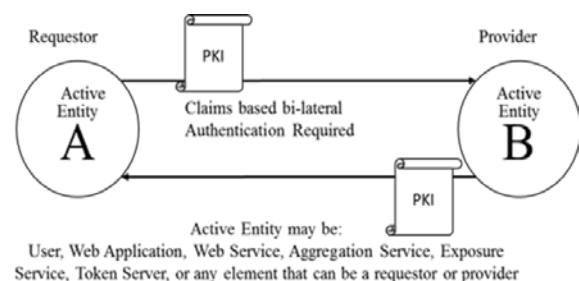 Requestor
Provider
PKI
Active
Entity
A
Active
Entity
B
Claims based bi-lateral
Authentication Required
PKI
Active Entity may be:
User, Web Application, Web Service, Aggregation Service, Exposure
Service, Token Server, or any element that can be a requestor or provider